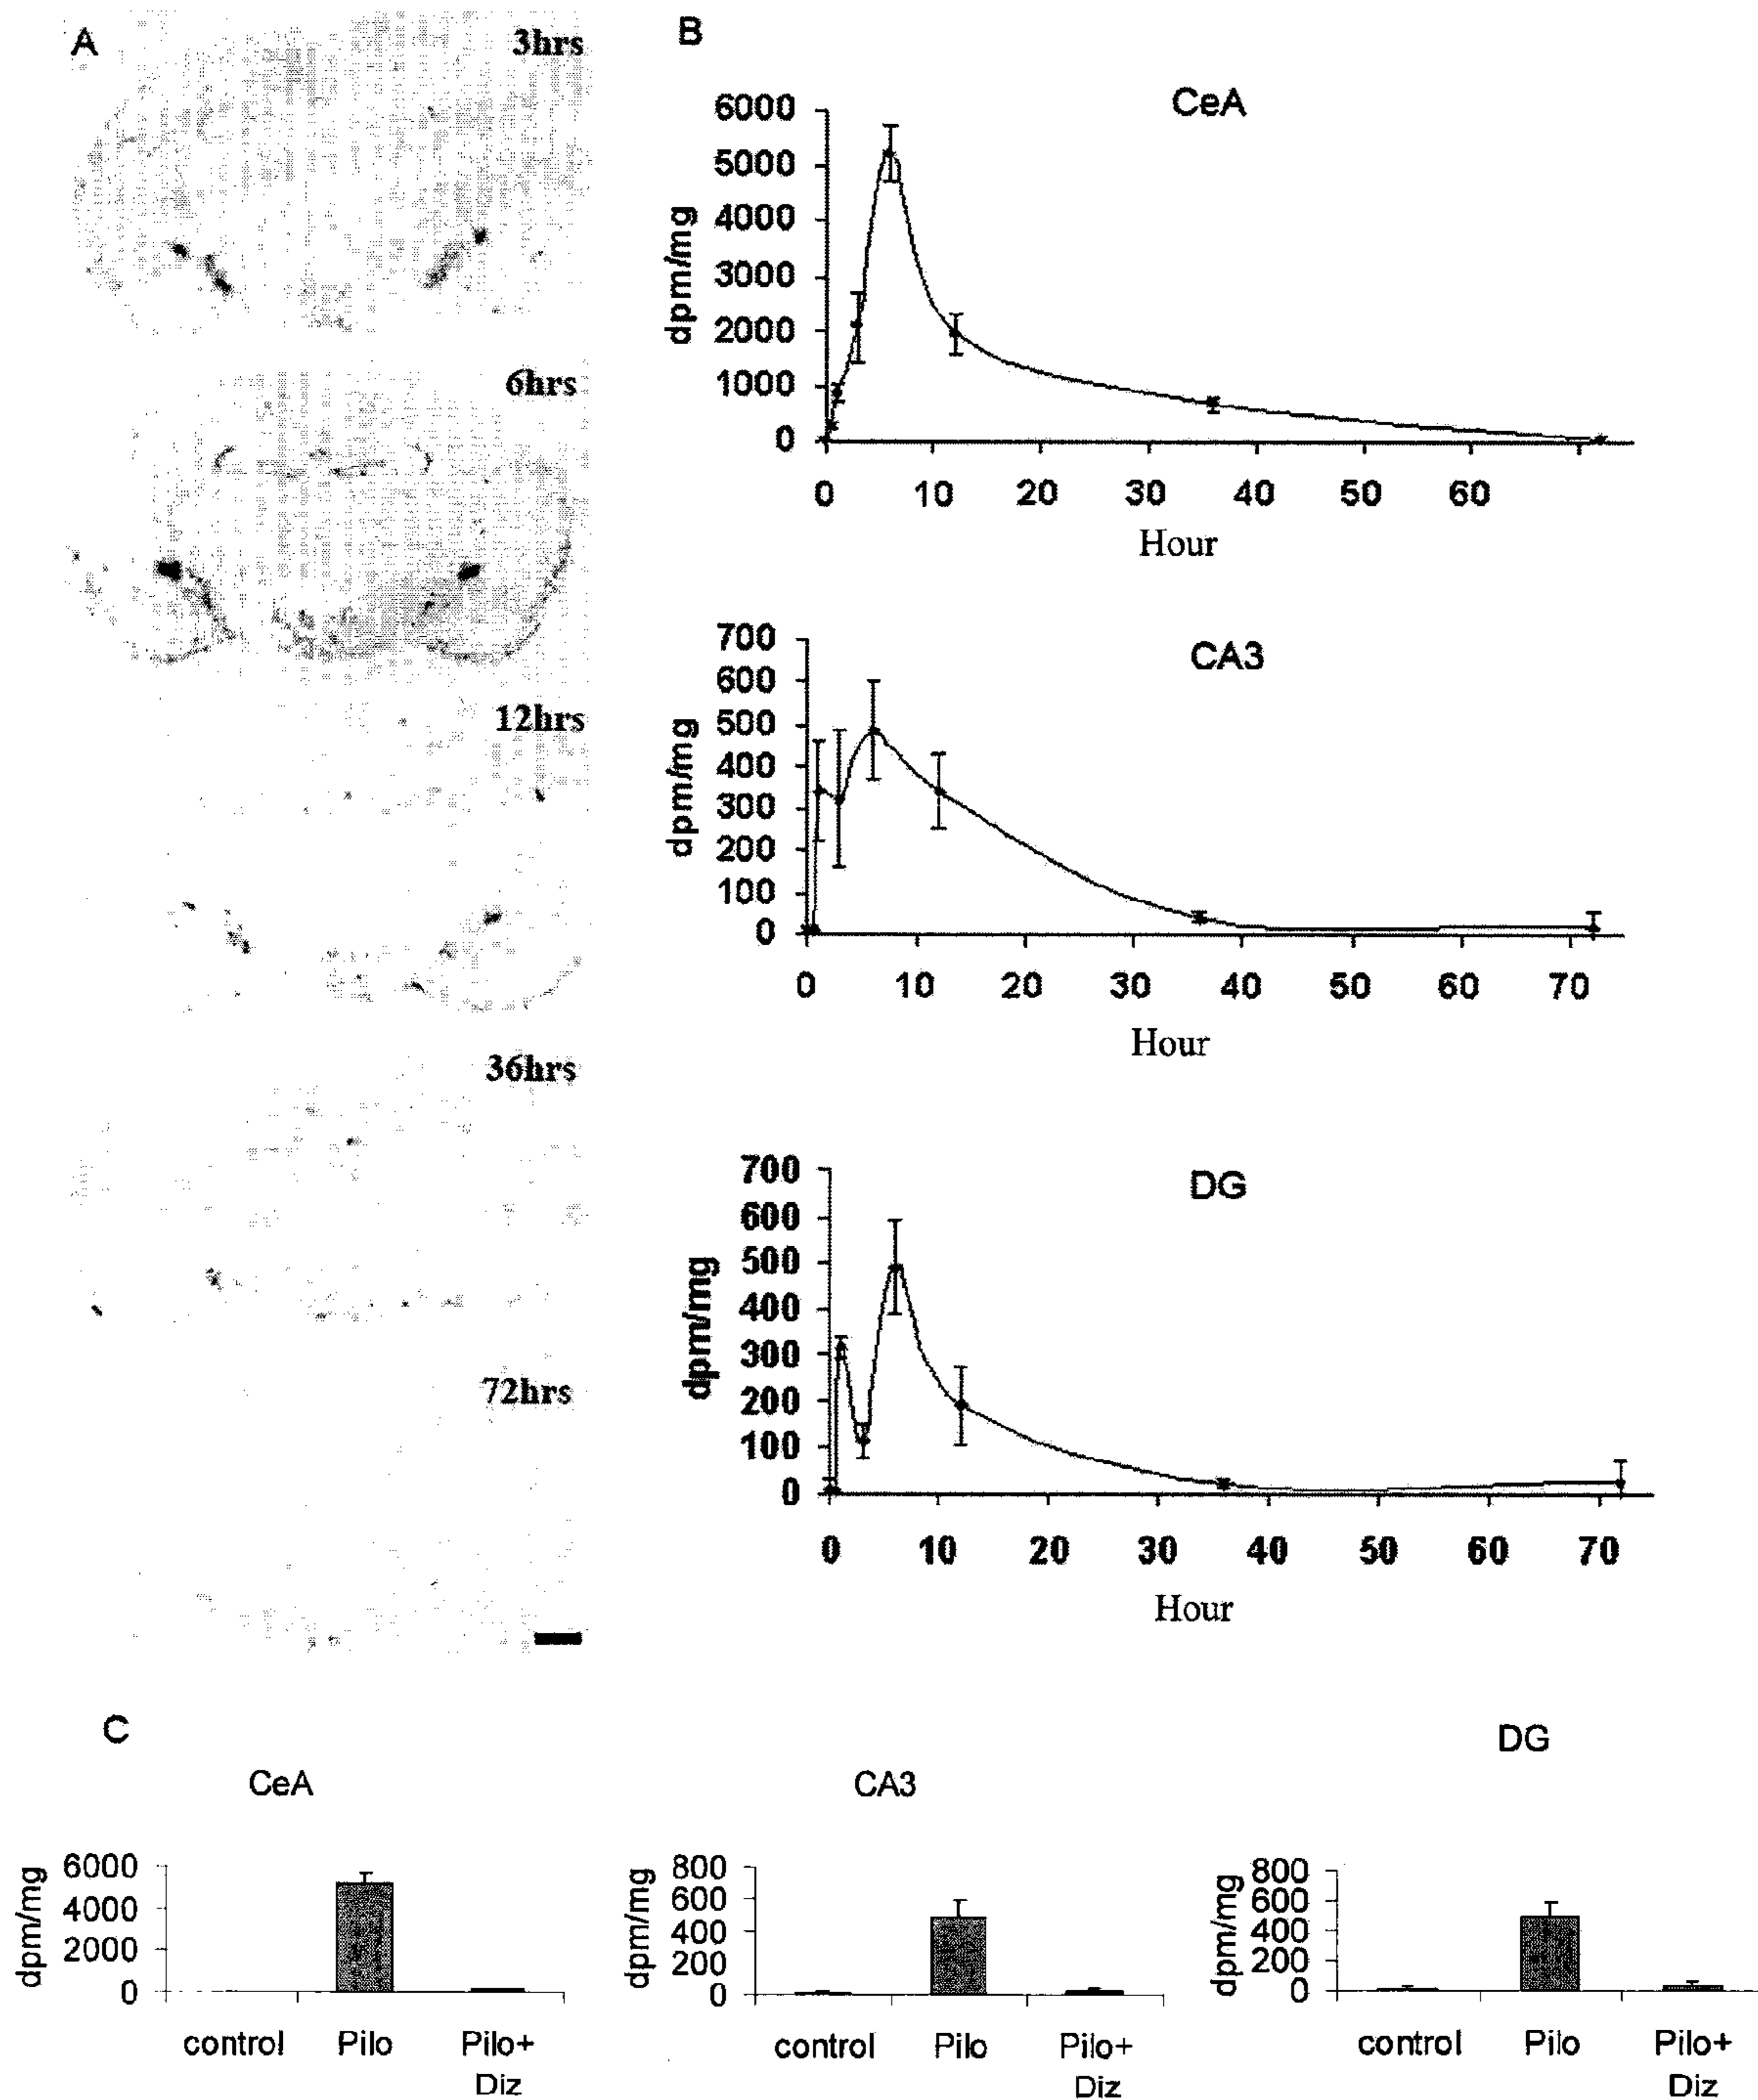 A
3hrs
6hrs
12hrs
36hrs
72hrs
B
CeA
6000
5000
4000
3000
2000
1000
0
dpm/mg
0 10 20 30 40 50 60
Hour
CA3
700
600
500
400
300
200
100
0
dpm/mg
0 10 20 30 40 50 60 70
Hour
DG
700
600
500
400
300
200
100
0
dpm/mg
0 10 20 30 40 50 60 70
Hour
C
CeA
6000
4000
2000
0
dpm/mg
control Pilo Pilo+
Diz
CA3
800
600
400
200
0
dpm/mg
control Pilo Pilo+
Diz
DG
800
600
400
200
0
dpm/mg
control Pilo Pilo+
Diz